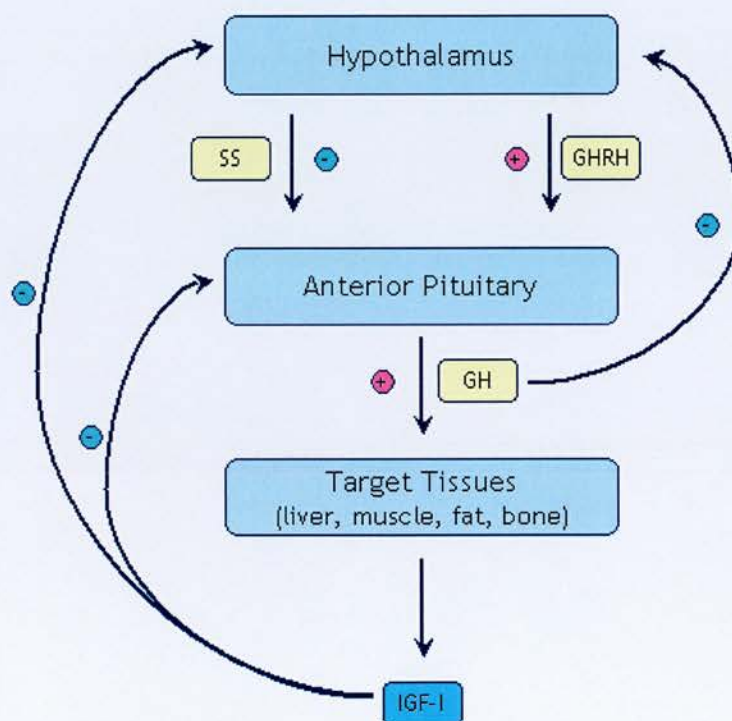 Hypothalamus
SS
-
+
GHRH
-
-
Anterior Pituitary
+
GH
-
Target Tissues
(liver, muscle, fat, bone)
IGF-I